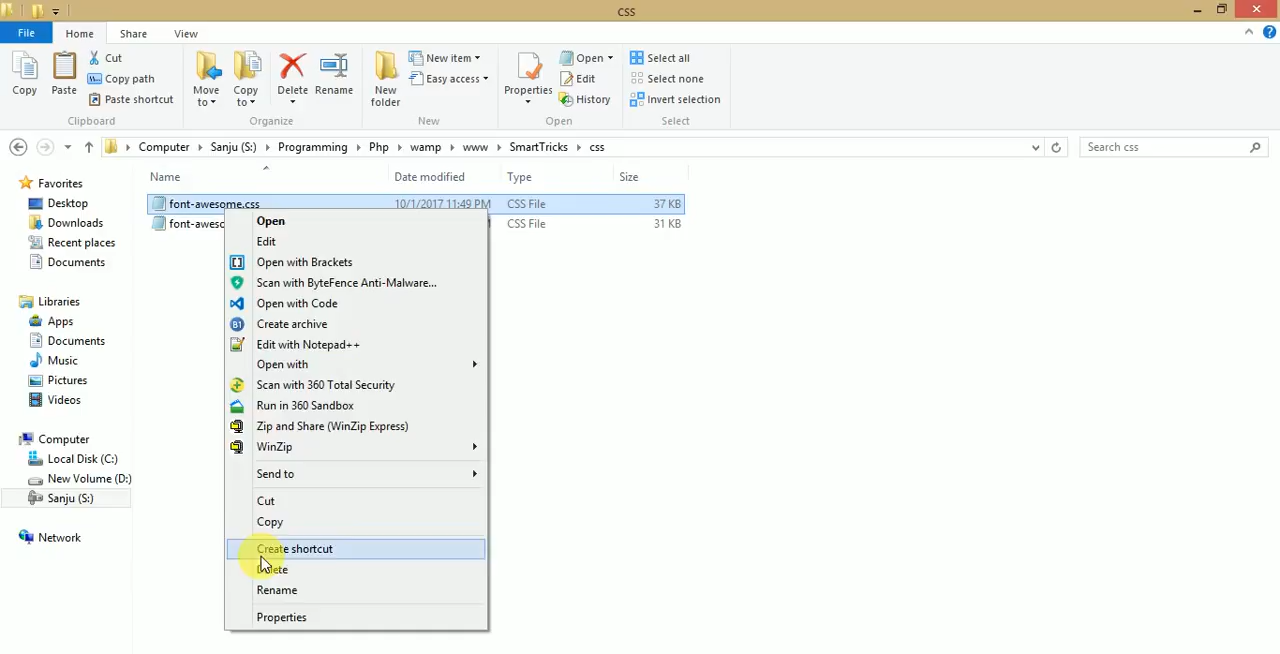 css
File Home Share View
Copy
Paste
Cut
Copy path
Paste shortcut
Clipboard
Move to
Copy to
Delete
Rename
Organize
New folder
New item
Easy access
New
Properties
Open
Edit
History
Open
Select all
Select none
Invert selection
Select
Computer Sanju (S:) Programming Php wamp www SmartTricks css
Search css
Name Date modified Type Size
font-awesome.css 10/1/2017 11:49 PM CSS File 37 KB
CSS File 31 KB
Favorites
Desktop
Downloads
Recent places
Documents
Libraries
Apps
Documents
Music
Pictures
Videos
Computer
Local Disk (C:)
New Volume (D:)
Sanju (S:)
Network
Open
Edit
Open with Brackets
Scan with ByteFence Anti-Malware...
Open with Code
B1 Create archive
Edit with Notepad++
Open with
Scan with 360 Total Security
Run in 360 Sandbox
Zip and Share (WinZip Express)
WinZip
Send to
Cut
Copy
Create shortcut
Delete
Rename
Properties